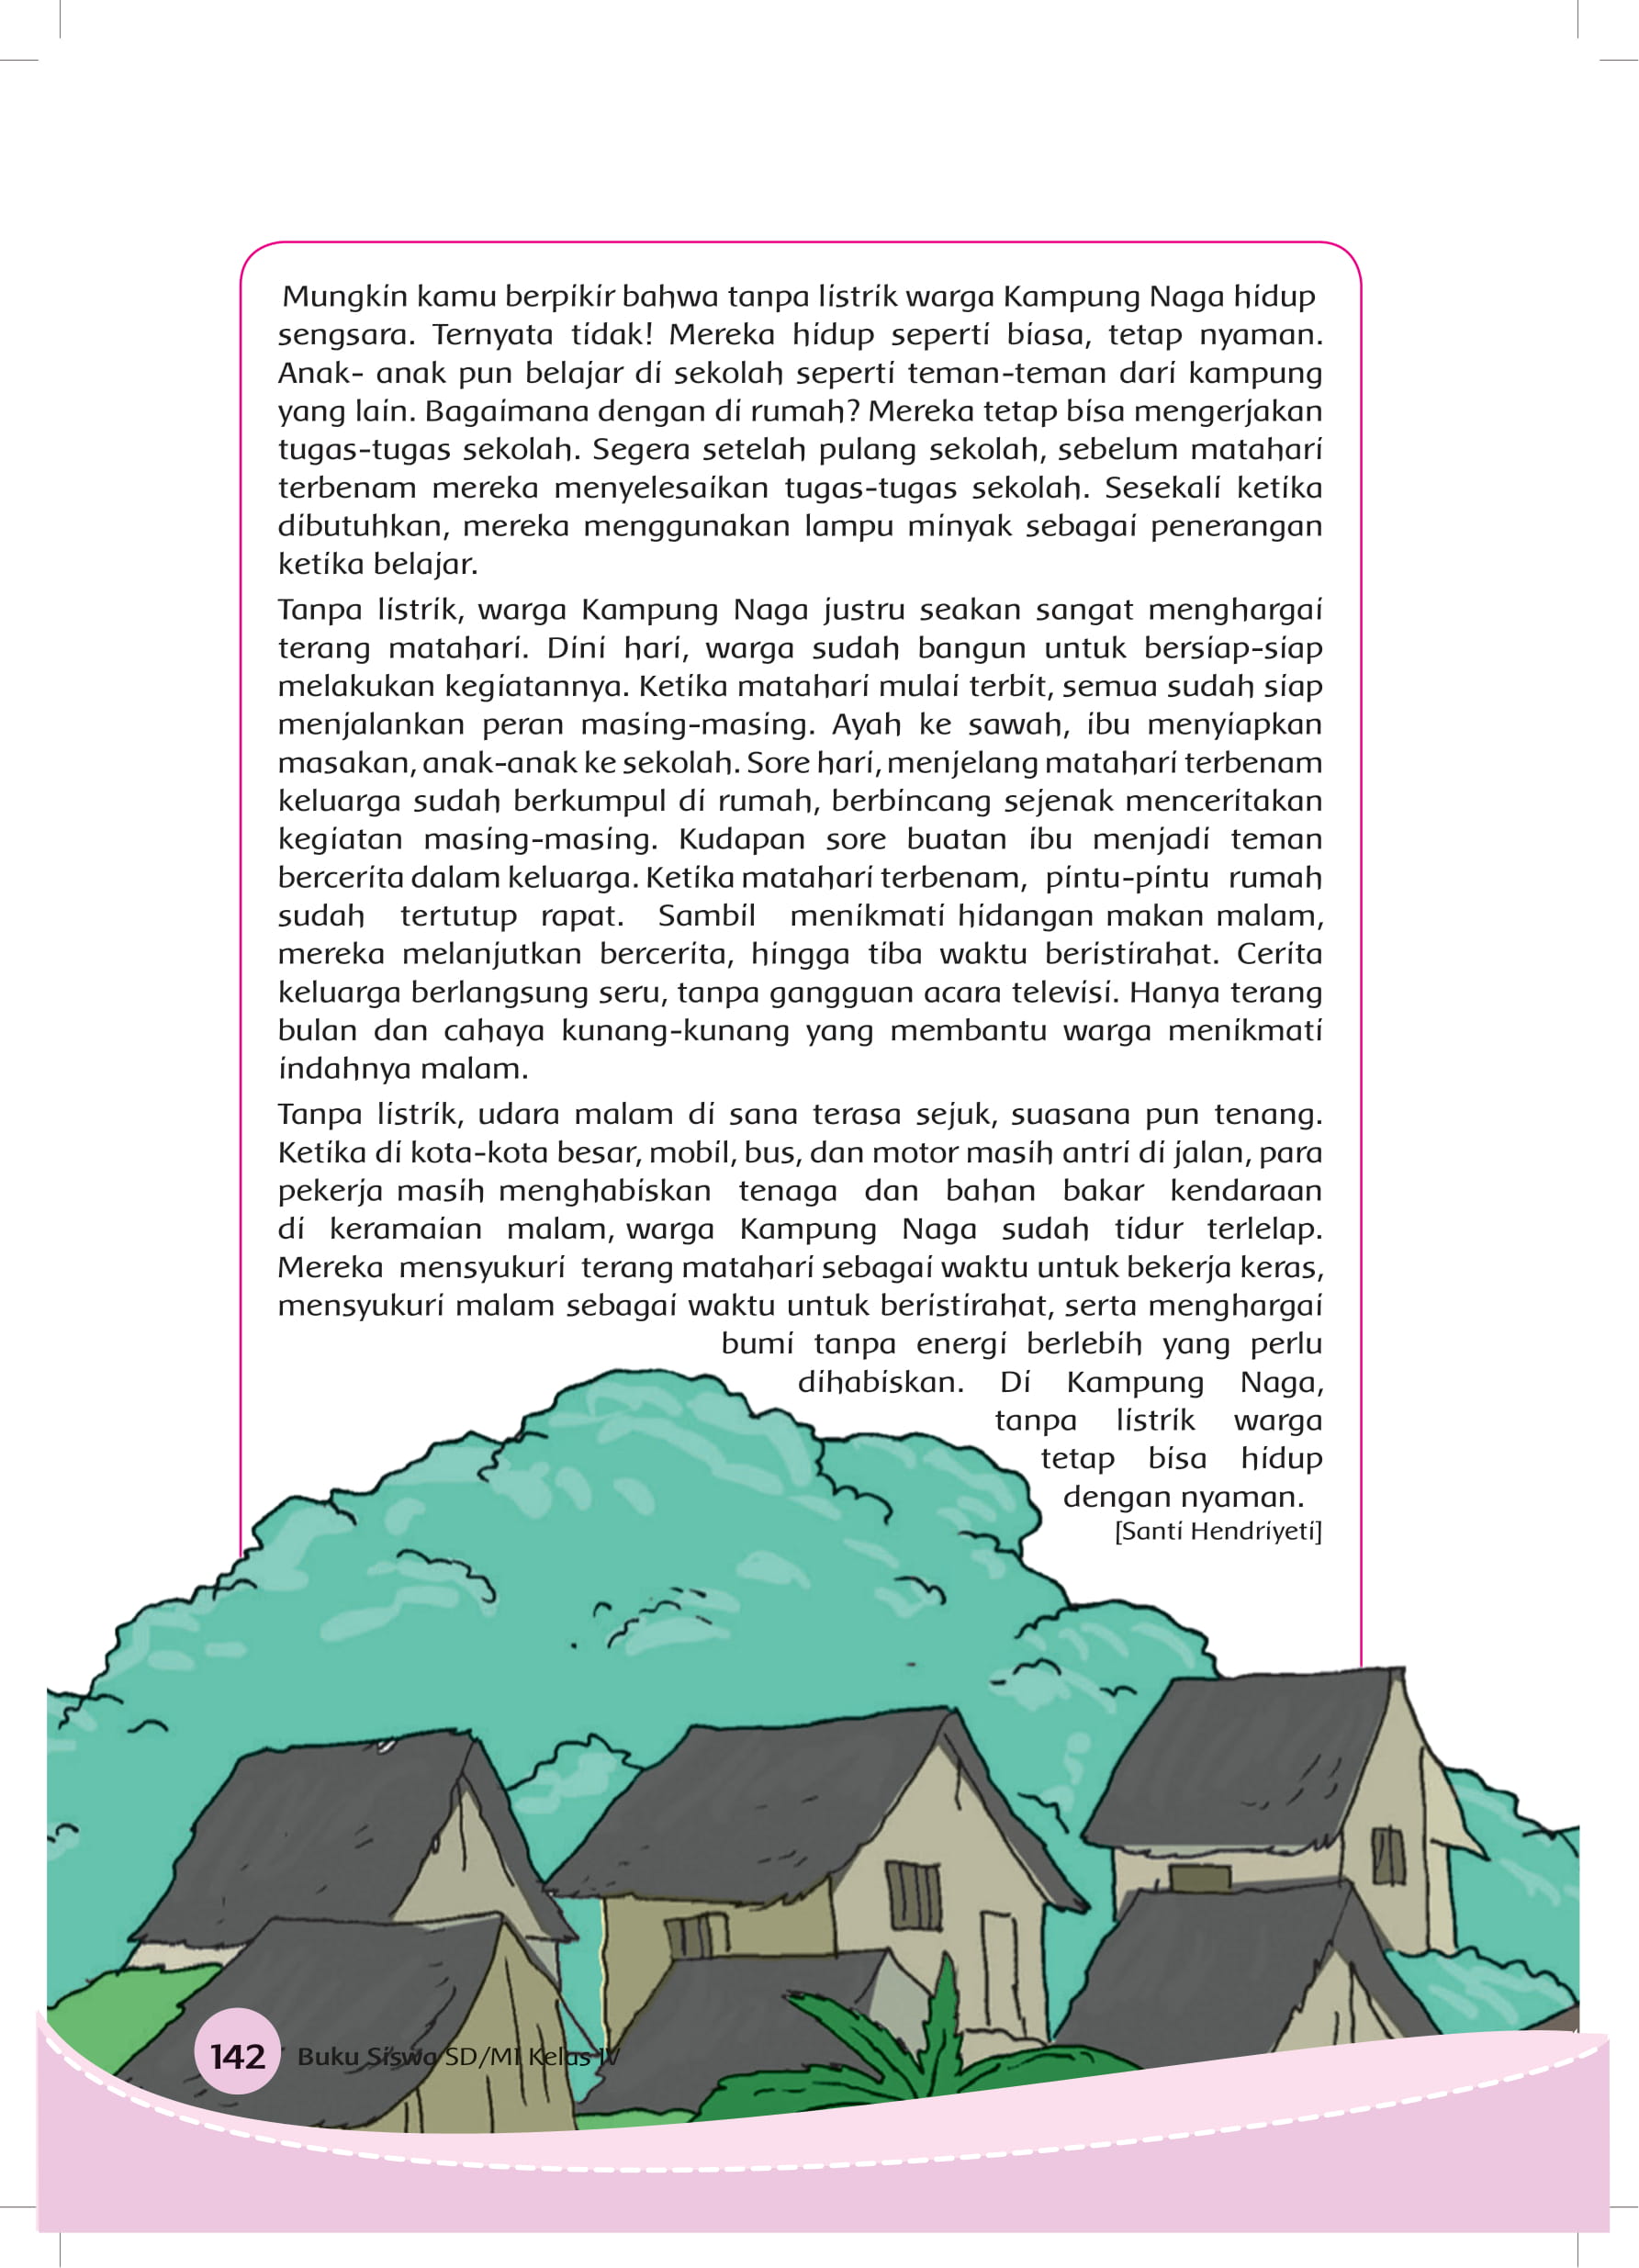 Mungkin kamu berpikir bahwa tanpa listrik warga Kampung Naga hidup
sengsara. Ternyata tidak! Mereka hidup seperti biasa, tetap nyaman.
Anak- anak pun belajar di sekolah seperti teman-teman dari kampung
yang lain. Bagaimana dengan di rumah? Mereka tetap bisa mengerjakan
tugas-tugas sekolah. Segera setelah pulang sekolah, sebelum matahari
terbenam mereka menyelesaikan tugas-tugas sekolah. Sesekali ketika
dibutuhkan, mereka menggunakan lampu minyak sebagai penerangan
ketika belajar.
Tanpa listrik, warga Kampung Naga justru seakan sangat menghargai
terang matahari. Dini hari, warga sudah bangun untuk bersiap-siap
melakukan kegiatannya. Ketika matahari mulai terbit, semua sudah siap
menjalankan peran masing-masing. Ayah ke sawah, ibu menyiapkan
masakan, anak-anak ke sekolah. Sore hari, menjelang matahari terbenam
keluarga sudah berkumpul di rumah, berbincang sejenak menceritakan
kegiatan masing-masing. Kudapan sore buatan ibu menjadi teman
bercerita dalam keluarga. Ketika matahari terbenam, pintu-pintu rumah
sudah tertutup rapat. Sambil menikmati hidangan makan malam,
mereka melanjutkan bercerita, hingga tiba waktu beristirahat. Cerita
keluarga berlangsung seru, tanpa gangguan acara televisi. Hanya terang
bulan dan cahaya kunang-kunang yang membantu warga menikmati
indahnya malam.
Tanpa listrik, udara malam di sana terasa sejuk, suasana pun tenang.
Ketika di kota-kota besar, mobil, bus, dan motor masih antri di jalan, para
pekerja masih menghabiskan tenaga dan bahan bakar kendaraan
di keramaian malam, warga Kampung Naga sudah tidur terlelap.
Mereka mensyukuri terang matahari sebagai waktu untuk bekerja keras,
mensyukuri malam sebagai waktu untuk beristirahat, serta menghargai
bumi tanpa energi berlebih yang perlu
dihabiskan. Di Kampung Naga,
tanpa listrik warga
tetap bisa hidup
dengan nyaman.
[Santi Hendriyeti]
142 Buku Siswa SD/MI Kelas IV